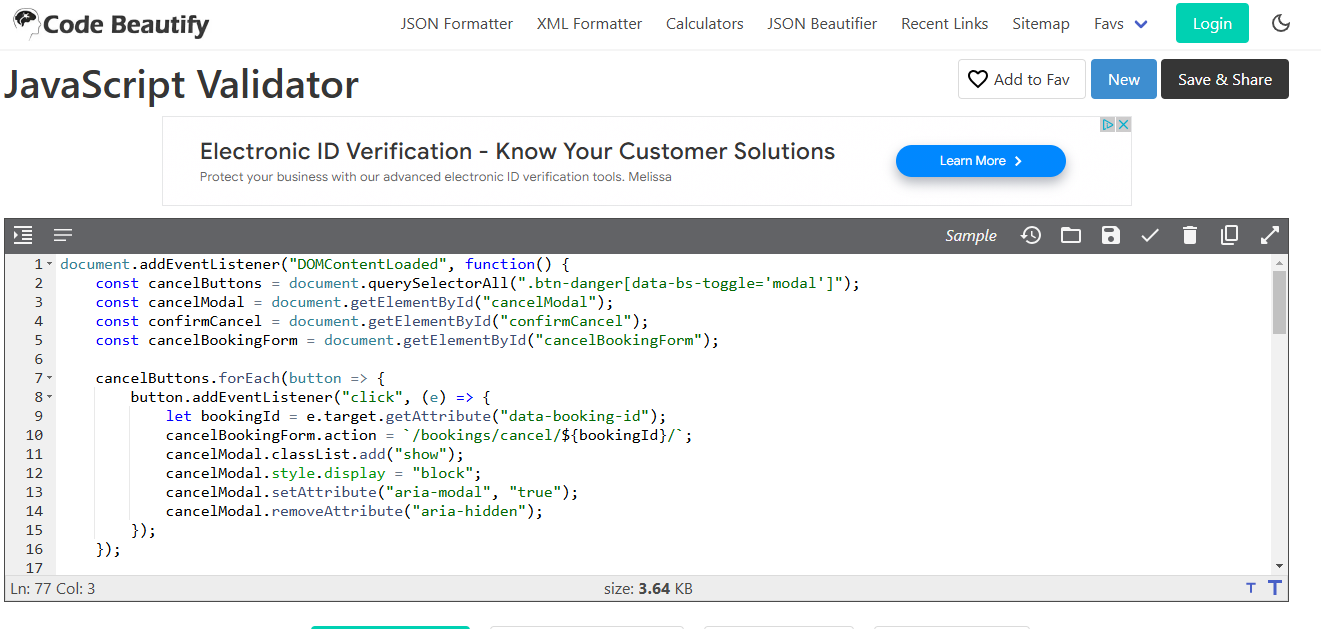 Code Beautify JSON Formatter XML Formatter Calculators JSON Beautifier Recent Links Sitemap Favs Login
JavaScript Validator Add to Fav New Save & Share
Electronic ID Verification - Know Your Customer Solutions
Protect your business with our advanced electronic ID verification tools. Melissa
Learn More
Sample
1 document.addEventListener("DOMContentLoaded", function() {
2     const cancelButtons = document.querySelectorAll(".btn-danger[data-bs-toggle='modal']");
3     const cancelModal = document.getElementById("cancelModal");
4     const confirmCancel = document.getElementById("confirmCancel");
5     const cancelBookingForm = document.getElementById("cancelBookingForm");
6
7     cancelButtons.forEach(button => {
8         button.addEventListener("click", (e) => {
9             let bookingId = e.target.getAttribute("data-booking-id");
10             cancelBookingForm.action = `/bookings/cancel/${bookingId}/`;
11             cancelModal.classList.add("show");
12             cancelModal.style.display = "block";
13             cancelModal.setAttribute("aria-modal", "true");
14             cancelModal.removeAttribute("aria-hidden");
15         });
16     });
17
Ln: 77 Col: 3 size: 3.64 KB T T